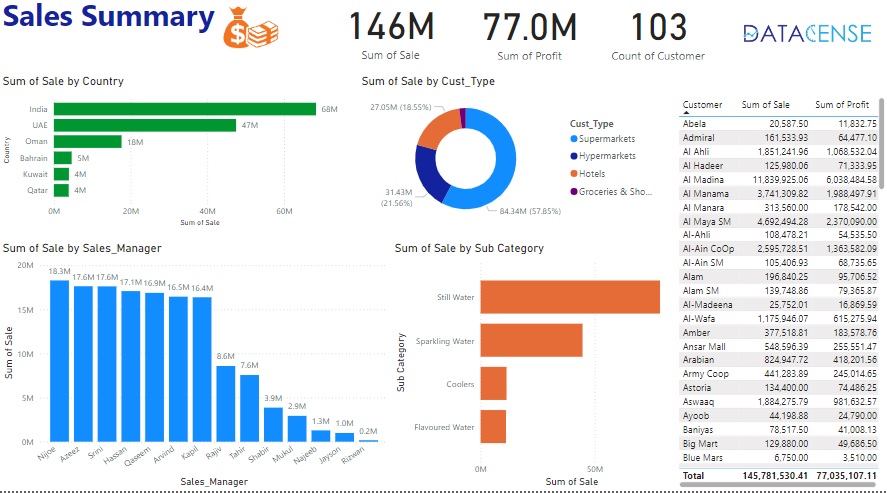 Sales Summary
146M
Sum of Sale
77.0M
Sum of Profit
103
Count of Customer
DATACENSE
Sum of Sale by Country
Country
India 68M
UAE 47M
Oman 18M
Bahrain 5M
Kuwait 4M
Qatar 4M
0M 20M 40M 60M
Sum of Sale
Sum of Sale by Cust_Type
27.05M (18.55%)
31.43M
(21.56%)
84.34M (57.85%)
Cust_Type
Supermarkets
Hypermarkets
Hotels
Groceries & Sho...
Sum of Sale by Sales_Manager
Sum of Sale
20M
15M
10M
5M
0M
18.3M 17.6M 17.6M 17.1M 16.9M 16.5M 16.4M 8.6M 7.6M 3.9M 2.9M 1.3M 1.0M 0.2M
Nijoe Azeez Srini Hassan Qaseem Arvind Kapil Rajiv Tahir Shabir Mukul Najeeb Jayson Rizwan
Sales_Manager
Sum of Sale by Sub Category
Sub Category
Still Water
Sparkling Water
Coolers
Flavoured Water
0M 50M
Sum of Sale
Customer Sum of Sale Sum of Profit
Abela 20,587.50 11,832.75
Admiral 161,533.93 64,477.10
Al Ahli 1,851,241.96 1,068,532.04
Al Hadeer 125,980.06 71,333.95
Al Madina 11,839,925.06 6,038,484.58
Al Manama 3,741,309.82 1,988,497.91
Al Manara 313,560.00 178,542.00
Al Maya SM 4,692,494.28 2,370,090.00
Al-Ahli 108,478.21 54,535.50
Al-Ain CoOp 2,595,728.51 1,363,582.09
Al-Ain SM 105,406.93 68,735.65
Alam 196,840.25 95,706.52
Alam SM 139,748.86 79,365.87
Al-Madeena 25,752.01 16,869.59
Al-Wafa 1,175,946.07 615,275.94
Amber 377,518.81 183,578.76
Ansar Mall 548,596.39 255,551.47
Arabian 824,947.72 418,201.56
Army Coop 441,283.89 245,014.65
Astoria 134,400.00 74,486.25
Aswaaq 1,884,275.79 981,632.57
Ayoob 44,198.88 24,790.00
Baniyas 78,517.50 41,008.13
Big Mart 129,880.00 49,686.50
Blue Mars 6,750.00 3,510.00
Total 145,781,530.41 77,035,107.11